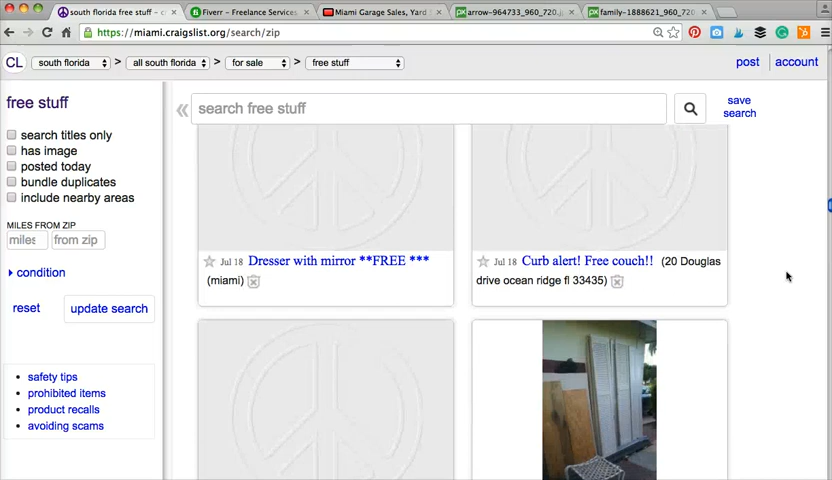 south florida free stuff - c
Fiverr - Freelance Services
Miami Garage Sales, Yard
arrow-964733_960_720.
family-1888621_960_720
https://miami.craigslist.org/search/zip
CL
south florida > all south florida > for sale > free stuff
post account
free stuff
search free stuff
save
search
search titles only
has image
posted today
bundle duplicates
include nearby areas
MILES FROM ZIP
miles from zip
condition
reset update search
safety tips
prohibited items
product recalls
avoiding scams
Jul 18 Dresser with mirror **FREE ***
(miami)
Jul 18 Curb alert! Free couch!! (20 Douglas
drive ocean ridge fl 33435)